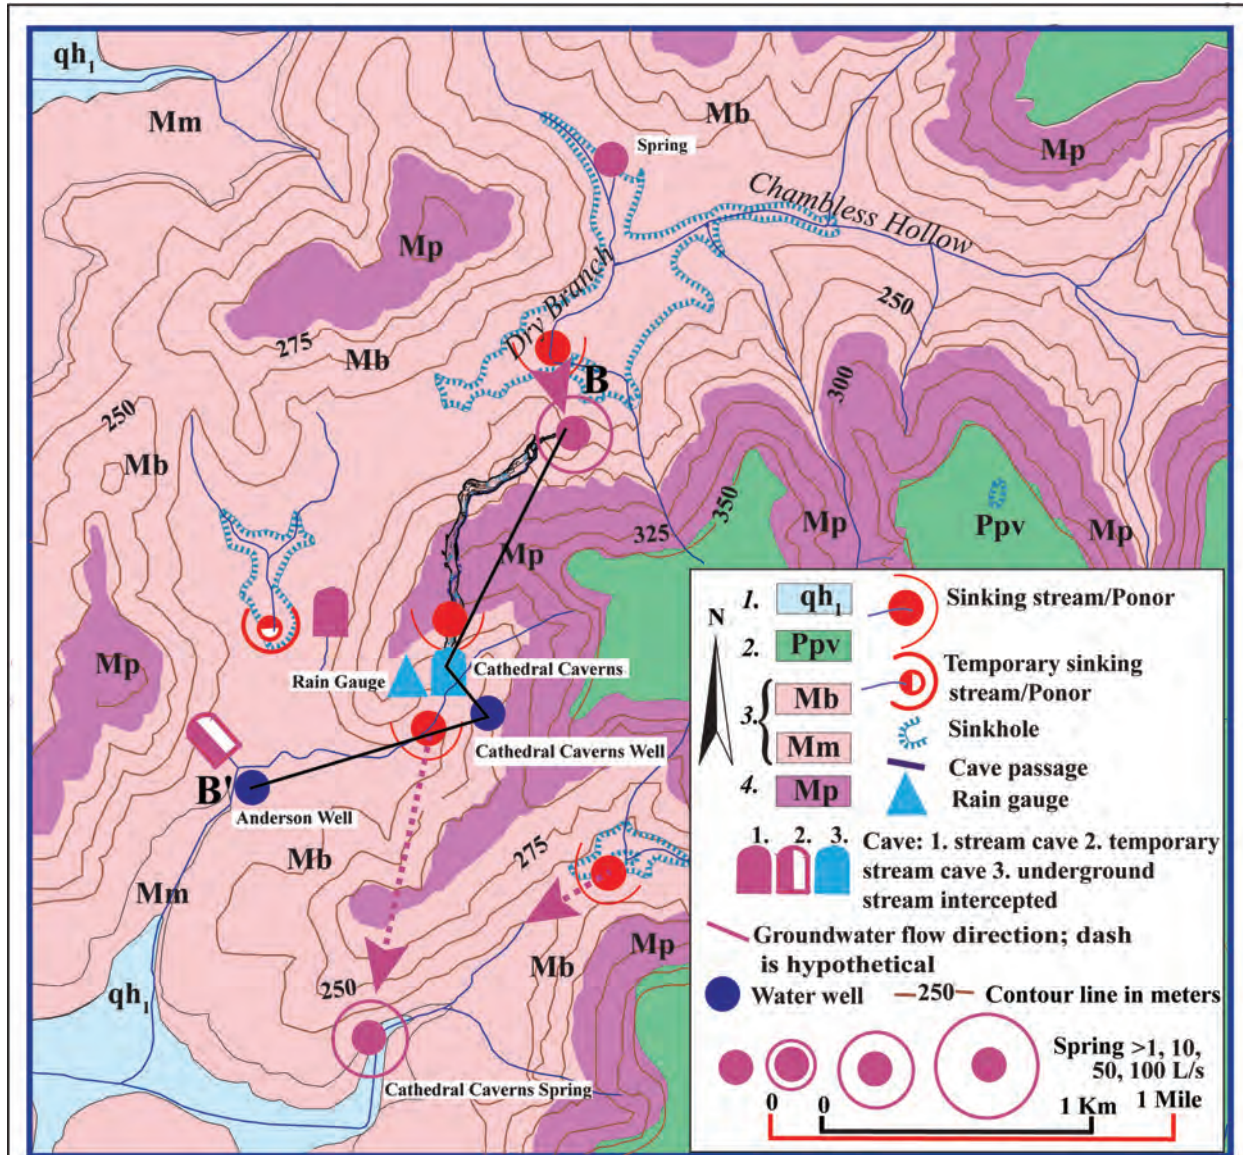 qh1
Mm
Mb
Mp
Spring
Chambless Hollow
Mp
Dry Branch
250
275
Mb
B
300
250
Mb
350
325
Mp
Mp
Ppv
Mp
Mp
Rain Gauge
Cathedral Caverns
Cathedral Caverns Well
B'
Anderson Well
Mb
275
Mm
Mb
Mp
250
qh1
Cathedral Caverns Spring
N
1. qh1
2. Ppv
3. { Mb
Mm
4. Mp
Sinking stream/Ponor
Temporary sinking
stream/Ponor
Sinkhole
Cave passage
Rain gauge
1. 2. 3.
Cave: 1. stream cave 2. temporary
stream cave 3. underground
stream intercepted
Groundwater flow direction; dash
is hypothetical
Water well
250 Contour line in meters
Spring >1, 10,
50, 100 L/s
0 0 1 Km 1 Mile